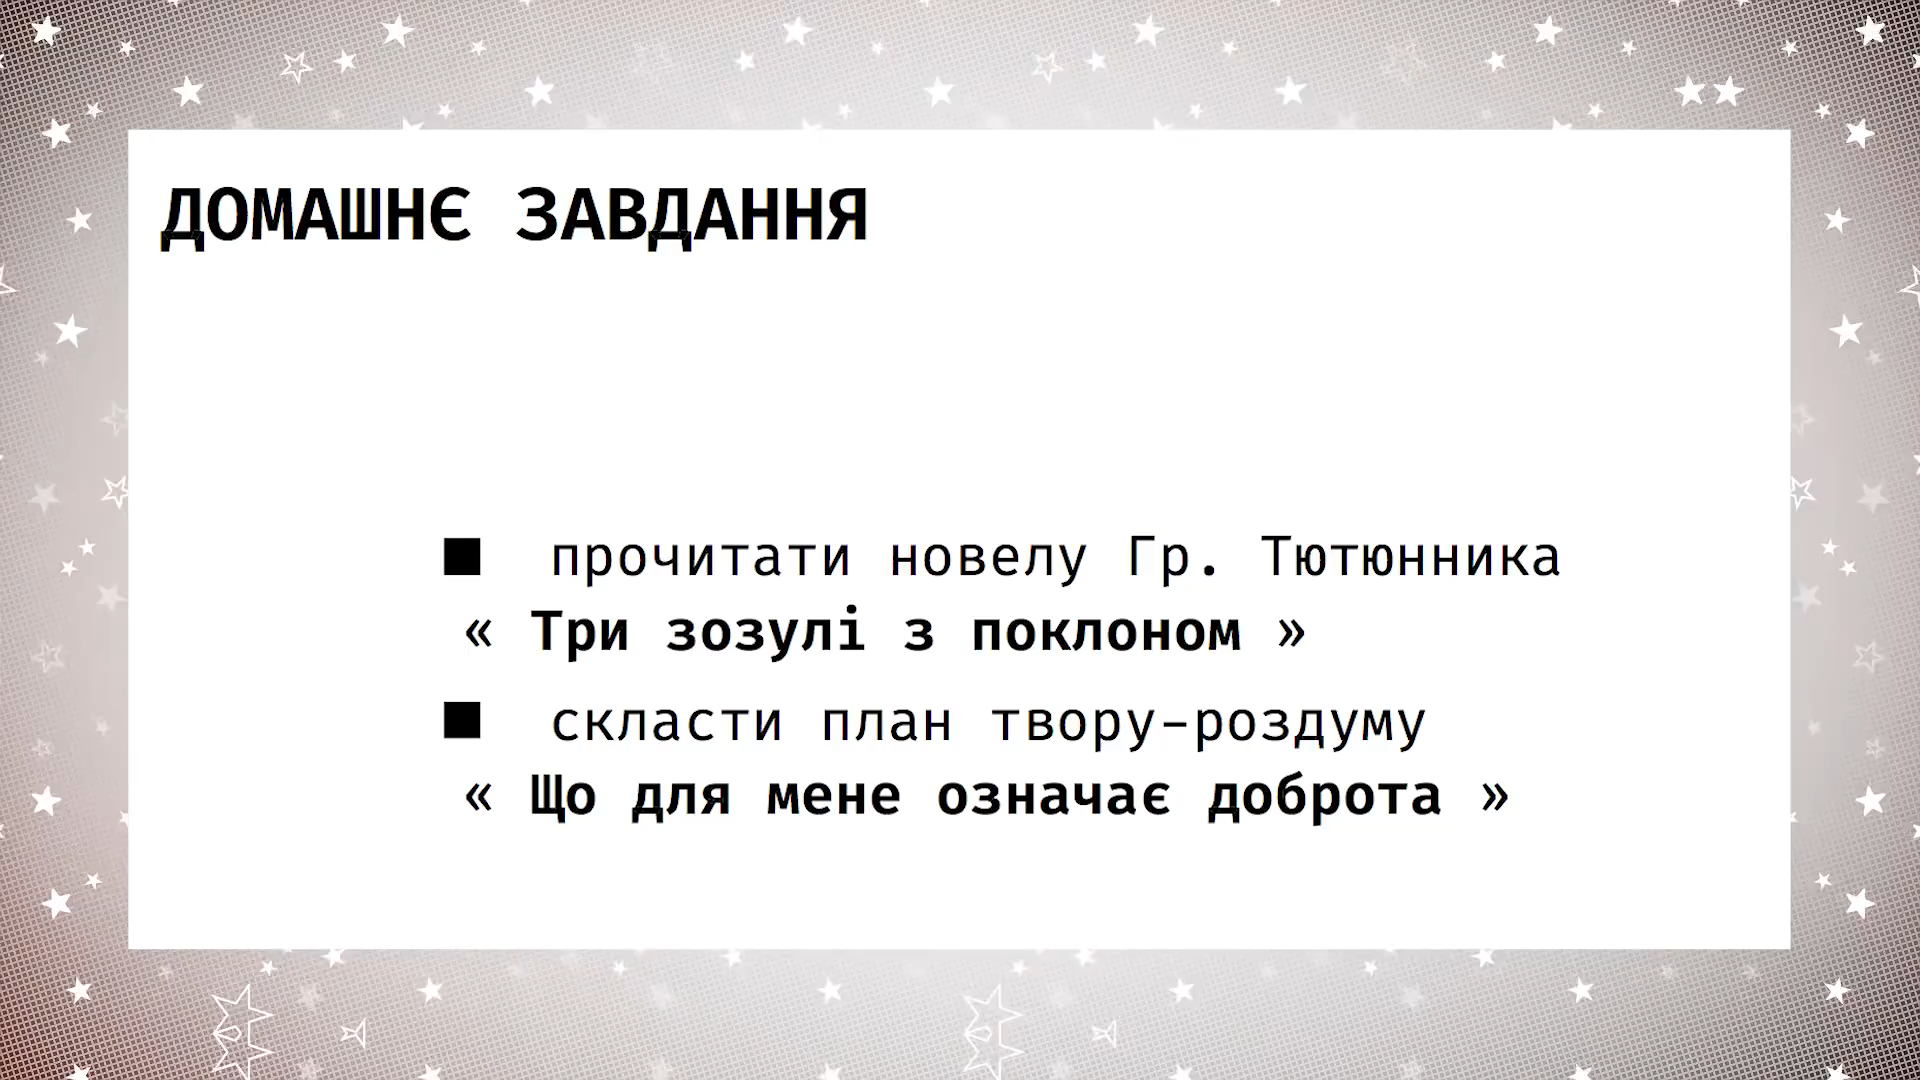 ДОМАШНЄ ЗАВДАННЯ
■ прочитати новелу Гр. Тютюнника
« Три зозулі з поклоном »
■ скласти план твору-роздуму
« Що для мене означає доброта »